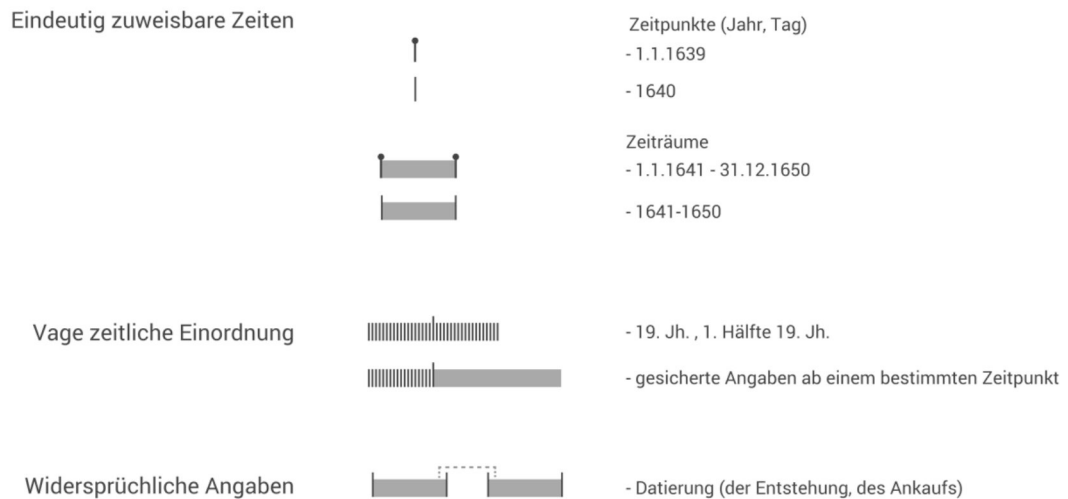 Eindeutig zuweisbare Zeiten
Zeitpunkte (Jahr, Tag)
- 1.1.1639
- 1640
Zeiträume
- 1.1.1641 - 31.12.1650
- 1641-1650
Vage zeitliche Einordnung
- 19. Jh. , 1. Hälfte 19. Jh.
- gesicherte Angaben ab einem bestimmten Zeitpunkt
Widersprüchliche Angaben
- Datierung (der Entstehung, des Ankaufs)